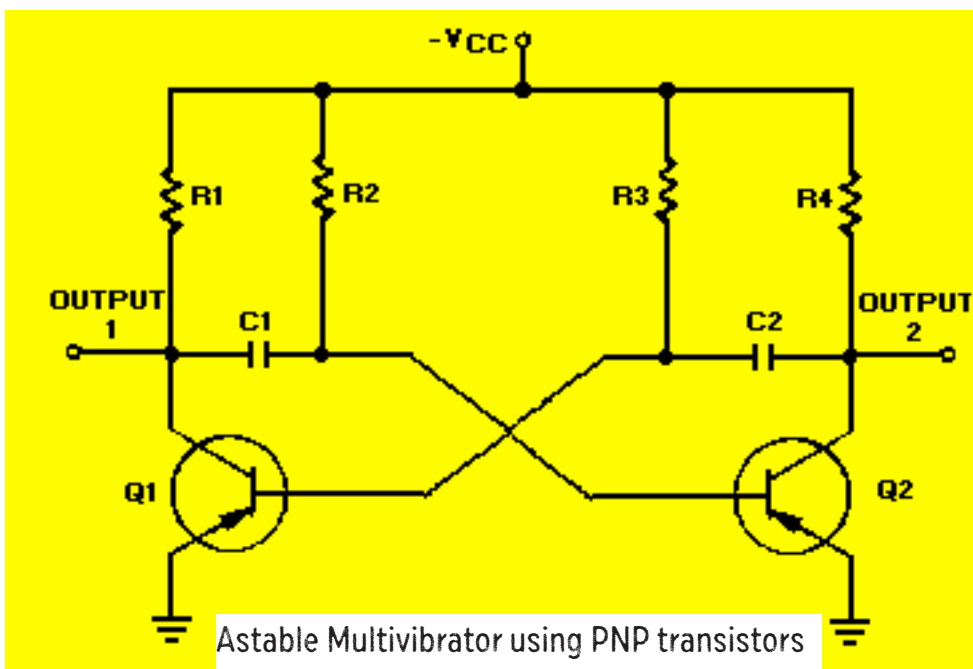 -VCC
R1
R2
R3
R4
OUTPUT
1
C1
C2
OUTPUT
2
Q1
Q2
Astable Multivibrator using PNP transistors